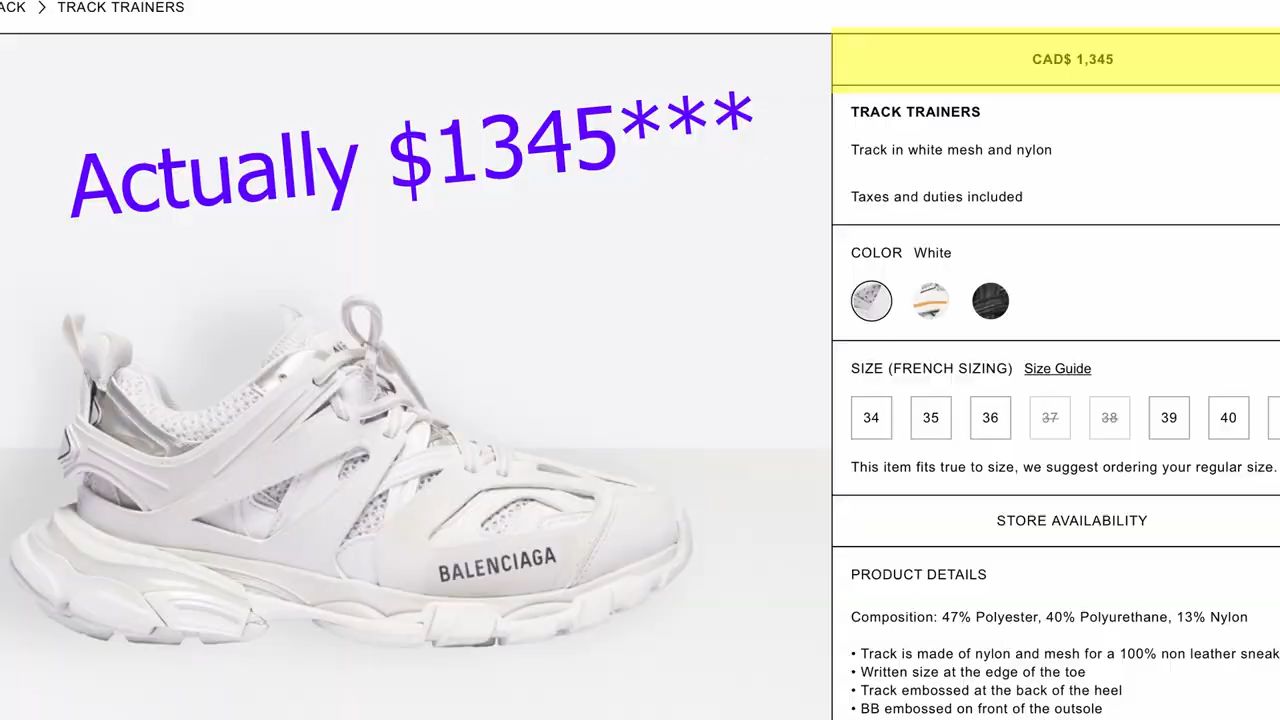 ACK > TRACK TRAINERS
Actually $1345***
BALENCIAGA
CAD$ 1,345
TRACK TRAINERS
Track in white mesh and nylon
Taxes and duties included
COLOR White
SIZE (FRENCH SIZING) Size Guide
34 35 36 37 38 39 40
This item fits true to size, we suggest ordering your regular size.
STORE AVAILABILITY
PRODUCT DETAILS
Composition: 47% Polyester, 40% Polyurethane, 13% Nylon
• Track is made of nylon and mesh for a 100% non leather sneak
• Written size at the edge of the toe
• Track embossed at the back of the heel
• BB embossed on front of the outsole